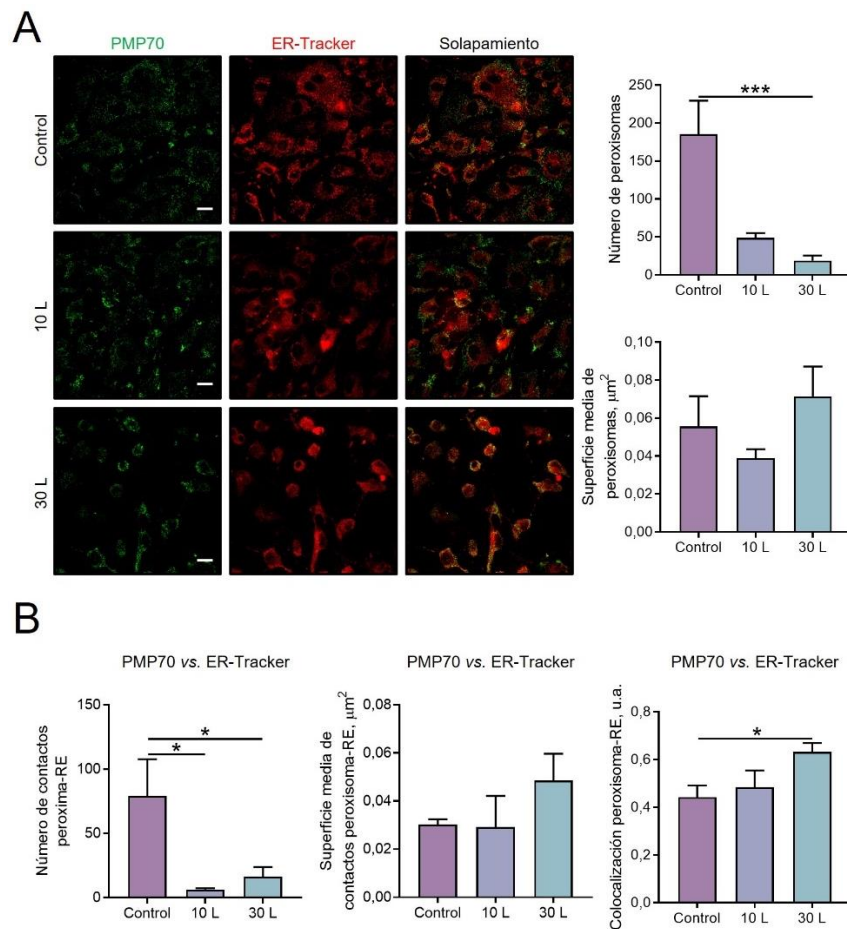 A
PMP70
ER-Tracker
Solapamiento
Control
10 L
30 L
Número de peroxisomas
250
200
150
100
50
0
***
Control
10 L
30 L
Superficie media de
peroxisomas, µm²
0,10
0,08
0,06
0,04
0,02
0,00
Control
10 L
30 L
B
PMP70 vs. ER-Tracker
Número de contactos
peroxima-RE
150
100
50
0
*
*
Control
10 L
30 L
PMP70 vs. ER-Tracker
Superficie media de
contactos peroxisoma-RE, µm²
0,08
0,06
0,04
0,02
0,00
Control
10 L
30 L
PMP70 vs. ER-Tracker
Colocalización peroxisoma-RE, u.a.
0,8
0,6
0,4
0,2
0,0
*
Control
10 L
30 L